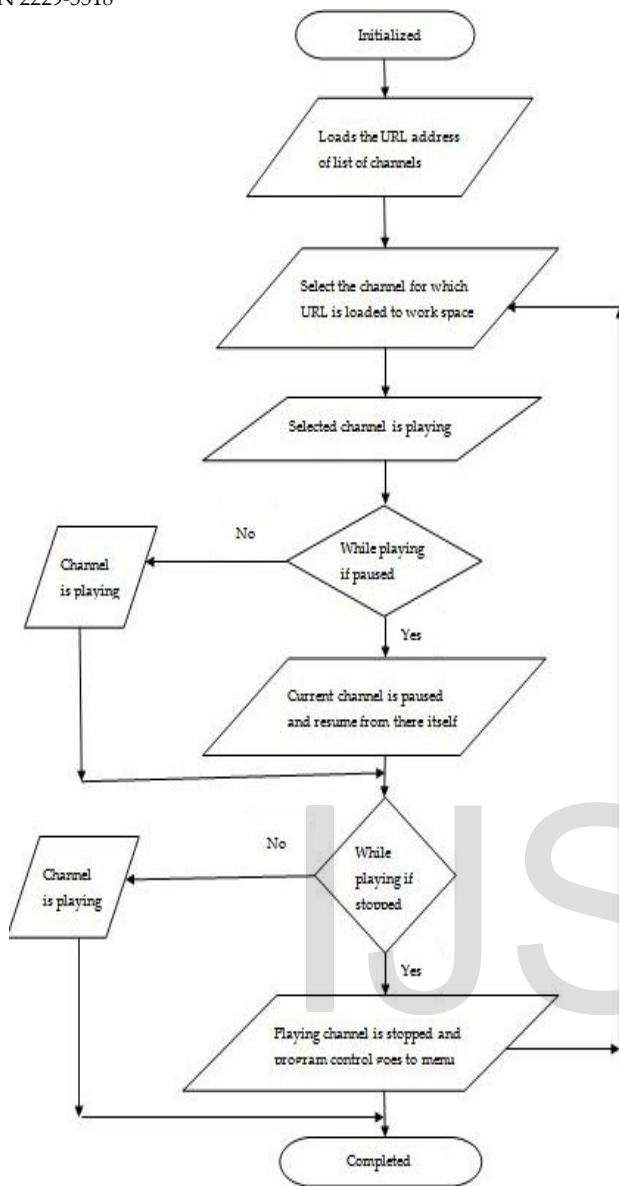 N 2229-5518
Initialized
Loads the URL address
of list of channels
Select the channel for which
URL is loaded to work space
Selected channel is playing
No
While playing
if paused
Channel
is playing
Yes
Current channel is paused
and resume from there itself
No
While
playing if
stopped
Channel
is playing
Yes
Playing channel is stopped and
program control goes to menu
Completed
IJS